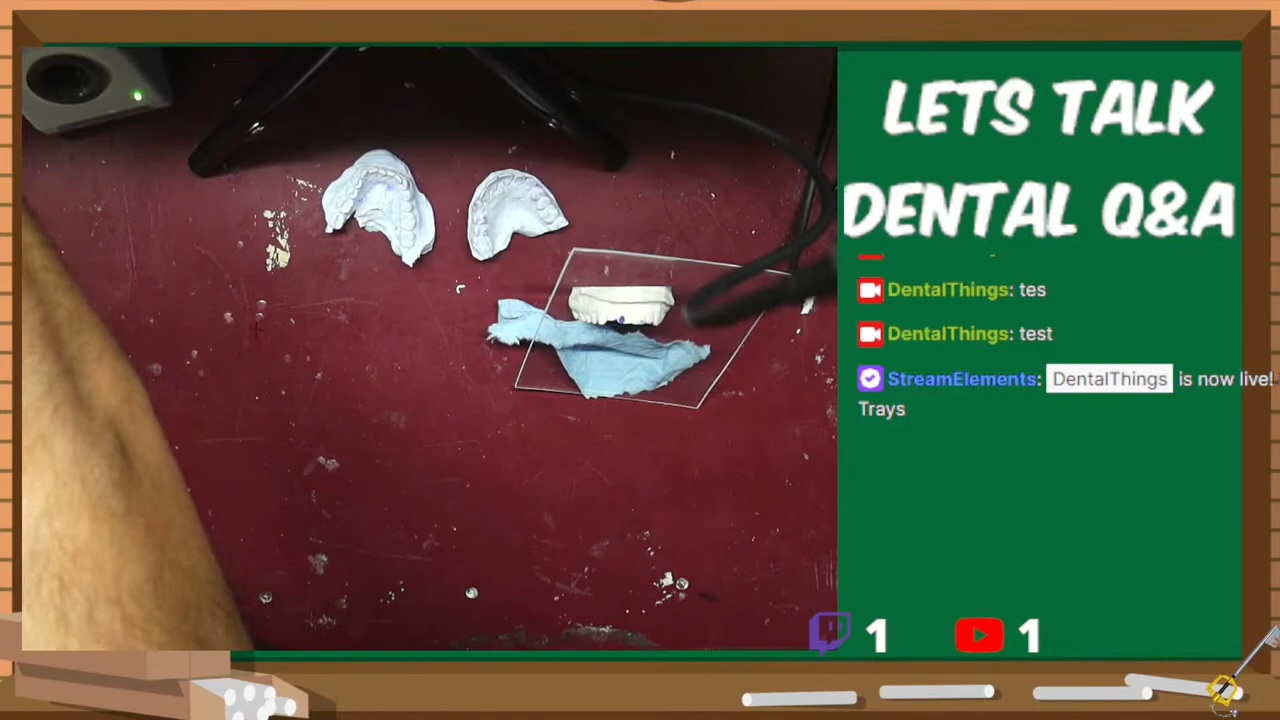 LETS TALK
DENTAL Q&A
DentalThings: tes
DentalThings: test
StreamElements: DentalThings is now live!
Trays
1 1